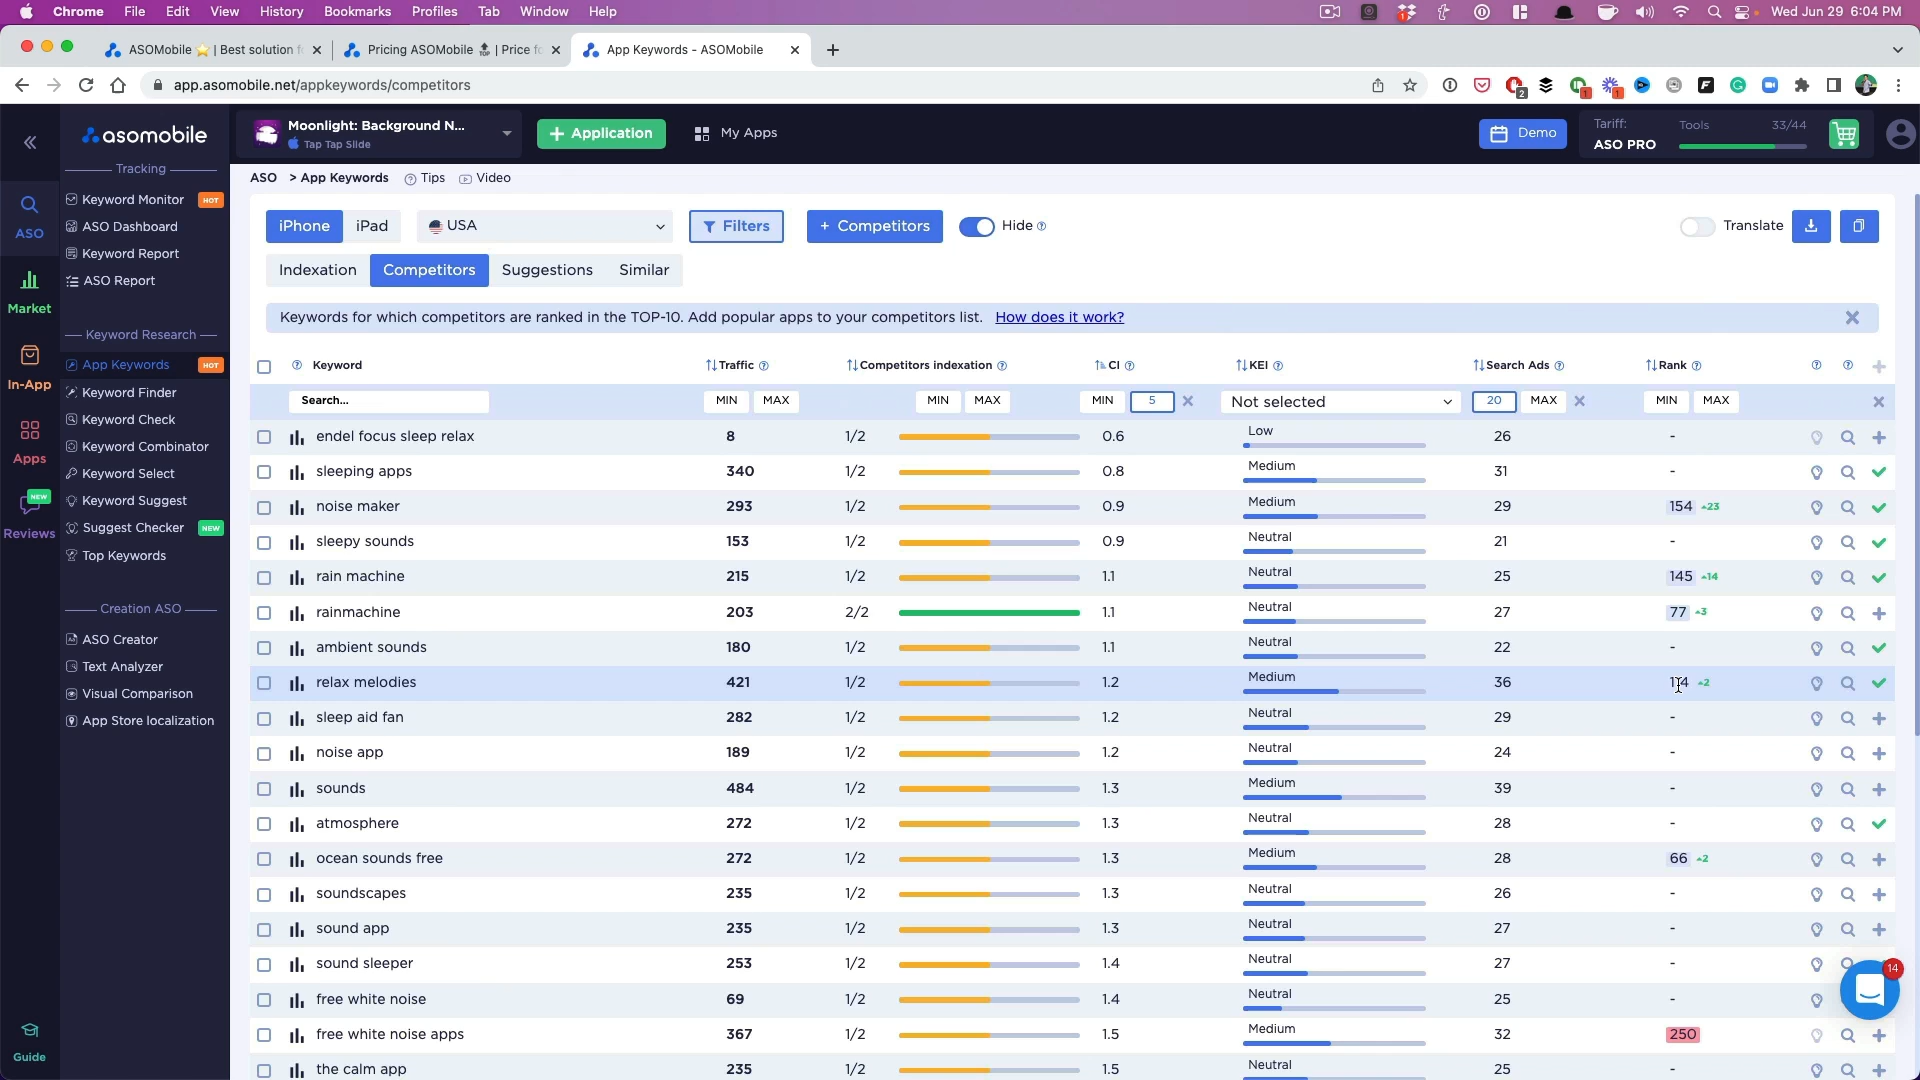 Chrome File Edit View History Bookmarks Profiles Tab Window Help Wed Jun 29 6:04 PM
ASOMobile ⭐ | Best solution f Pricing ASOMobile 🔝 | Price fo App Keywords - ASOMobile
app.asomobile.net/appkeywords/competitors
asomobile
Moonlight: Background N...
Tap Tap Slide
+ Application
My Apps
Demo
Tariff:
ASO PRO
Tools 33/44
ASO
Market
In-App
Apps
NEW
Reviews
Guide
Tracking
Keyword Monitor HOT
ASO Dashboard
Keyword Report
ASO Report
Keyword Research
App Keywords HOT
Keyword Finder
Keyword Check
Keyword Combinator
Keyword Select
Keyword Suggest
Suggest Checker NEW
Top Keywords
Creation ASO
ASO Creator
Text Analyzer
Visual Comparison
App Store localization
ASO > App Keywords Tips Video
iPhone iPad USA Filters + Competitors Hide Translate
Indexation Competitors Suggestions Similar
Keywords for which competitors are ranked in the TOP-10. Add popular apps to your competitors list. How does it work?
Keyword Traffic Competitors indexation CI KEI Search Ads Rank
Search... MIN MAX MIN MAX MIN 5 Not selected 20 MAX MIN MAX
endel focus sleep relax 8 1/2 0.6 Low 26 -
sleeping apps 340 1/2 0.8 Medium 31 -
noise maker 293 1/2 0.9 Medium 29 154 23
sleepy sounds 153 1/2 0.9 Neutral 21 -
rain machine 215 1/2 1.1 Neutral 25 145 14
rainmachine 203 2/2 1.1 Neutral 27 77 3
ambient sounds 180 1/2 1.1 Neutral 22 -
relax melodies 421 1/2 1.2 Medium 36 2
sleep aid fan 282 1/2 1.2 Neutral 29 -
noise app 189 1/2 1.2 Neutral 24 -
sounds 484 1/2 1.3 Medium 39 -
atmosphere 272 1/2 1.3 Neutral 28 -
ocean sounds free 272 1/2 1.3 Medium 28 66 2
soundscapes 235 1/2 1.3 Neutral 26 -
sound app 235 1/2 1.3 Neutral 27 -
sound sleeper 253 1/2 1.4 Neutral 27 -
free white noise 69 1/2 1.4 Neutral 25 -
free white noise apps 367 1/2 1.5 Medium 32 250
the calm app 235 1/2 1.5 Neutral 25 -
14